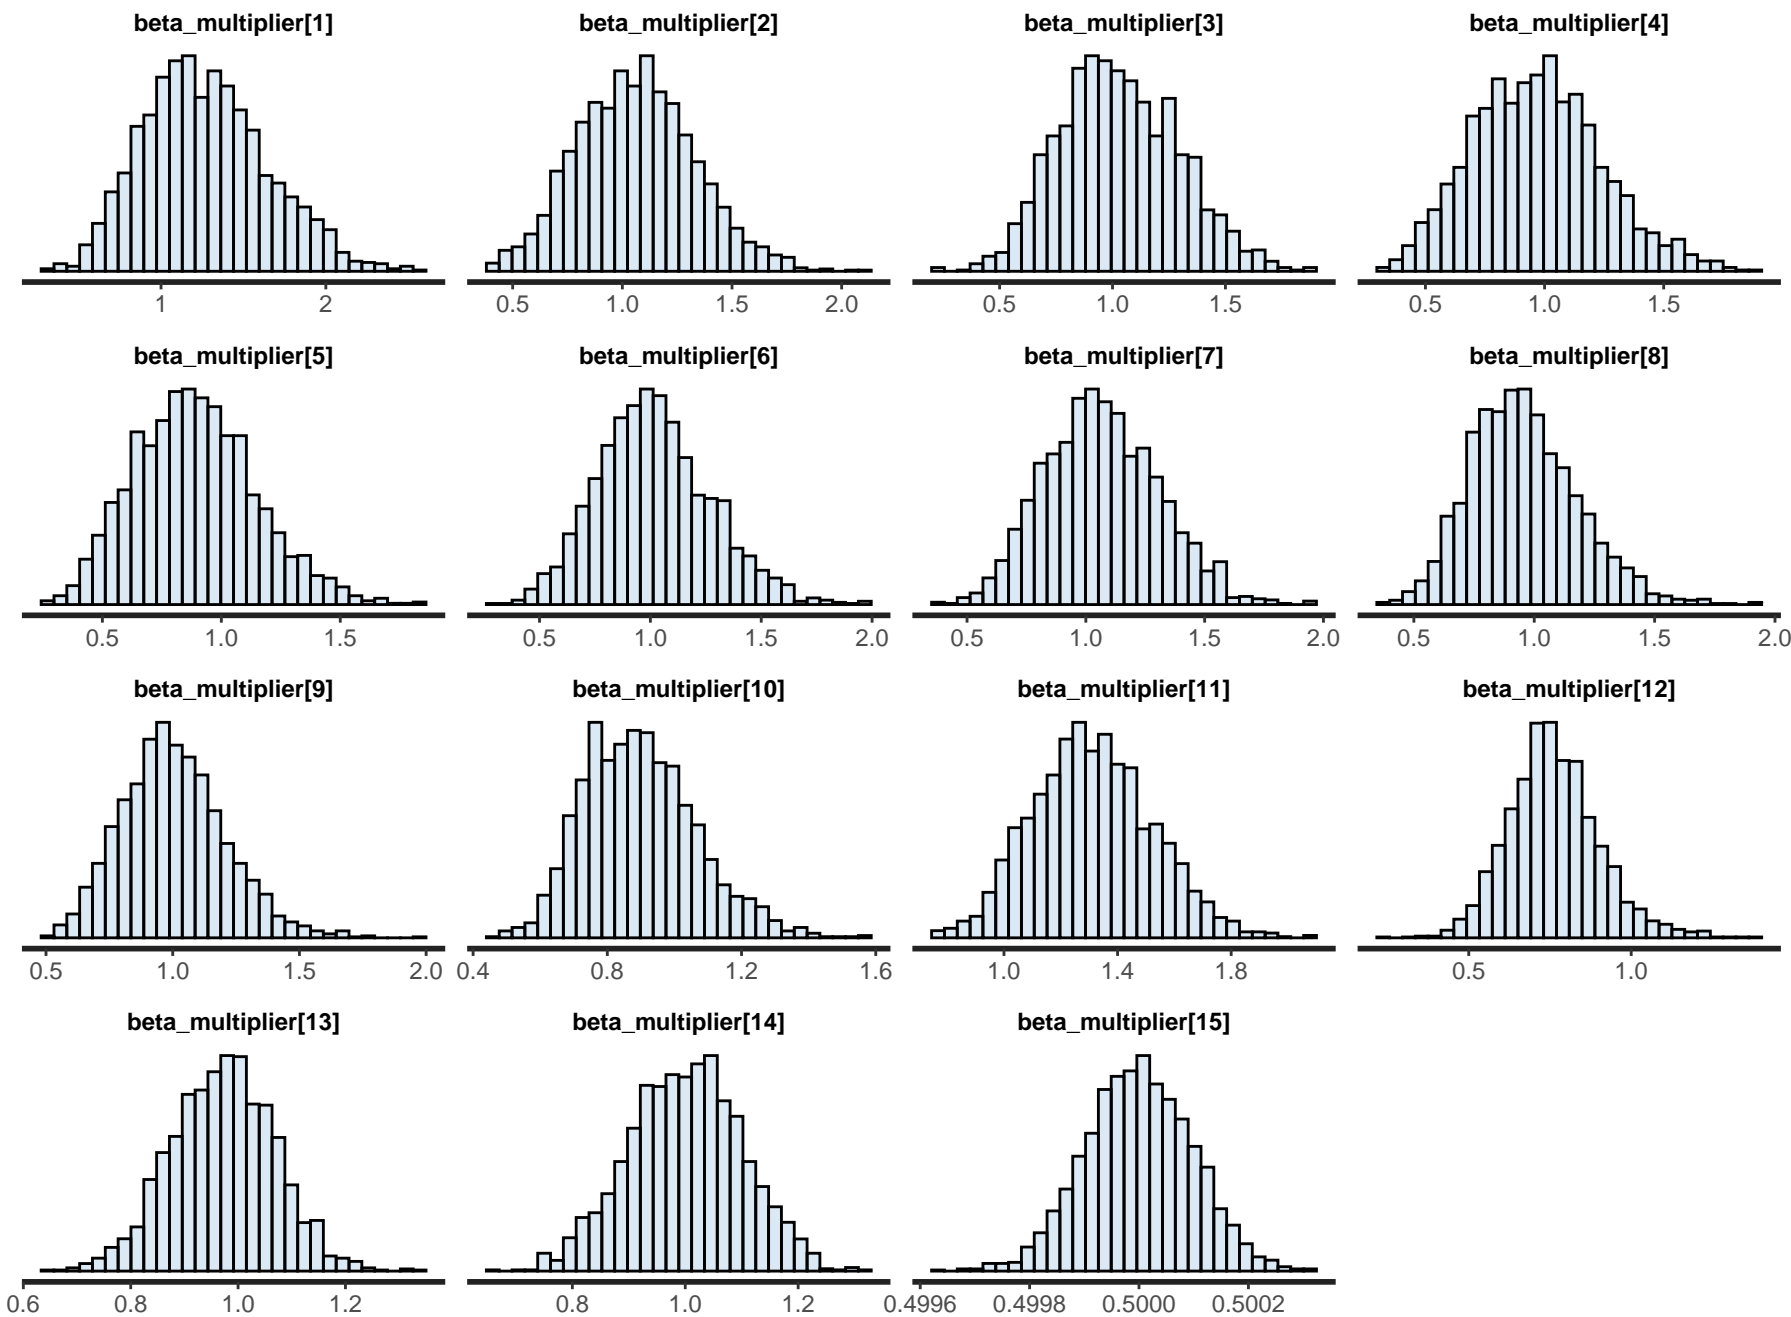 beta_multiplier[1] beta_multiplier[2] beta_multiplier[3] beta_multiplier[4]
1 2 0.5 1.0 1.5 2.0 0.5 1.0 1.5 0.5 1.0 1.5
beta_multiplier[5] beta_multiplier[6] beta_multiplier[7] beta_multiplier[8]
0.5 1.0 1.5 0.5 1.0 1.5 2.0 0.5 1.0 1.5 2.0 0.5 1.0 1.5 2.0
beta_multiplier[9] beta_multiplier[10] beta_multiplier[11] beta_multiplier[12]
0.5 1.0 1.5 2.0 0.4 0.8 1.2 1.6 1.0 1.4 1.8 0.5 1.0
beta_multiplier[13] beta_multiplier[14] beta_multiplier[15]
0.6 0.8 1.0 1.2 0.8 1.0 1.2 0.4996 0.4998 0.5000 0.5002